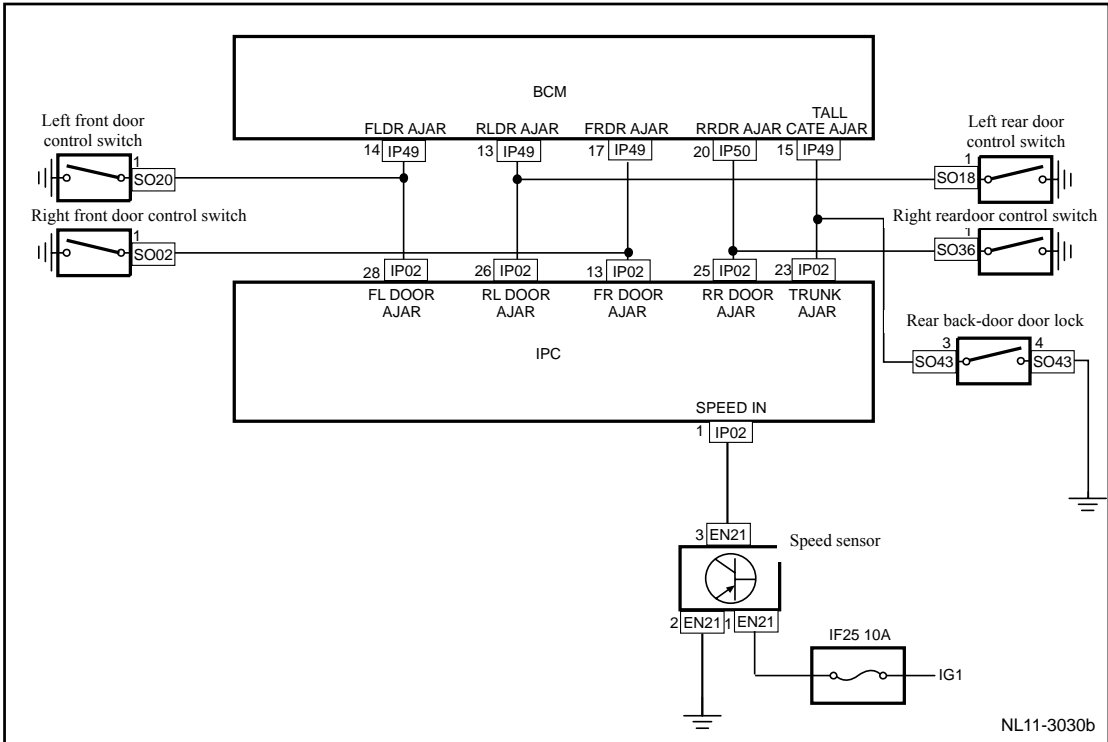 BCM
TALL
FLDR AJAR RLDR AJAR FRDR AJAR RRDR AJAR CATE AJAR
14 IP49 13 IP49 17 IP49 20 IP50 15 IP49
Left front door
control switch
1
SO20
Right front door control switch
1
SO02
Left rear door
control switch
1
SO18
Right reardoor control switch
1
SO36
28 IP02 26 IP02 13 IP02 25 IP02 23 IP02
FL DOOR
AJAR
RL DOOR
AJAR
FR DOOR
AJAR
RR DOOR
AJAR
TRUNK
AJAR
Rear back-door door lock
3 4
SO43 SO43
IPC
SPEED IN
1 IP02
3 EN21
Speed sensor
2 EN21 1 EN21
IF25 10A
IG1
NL11-3030b